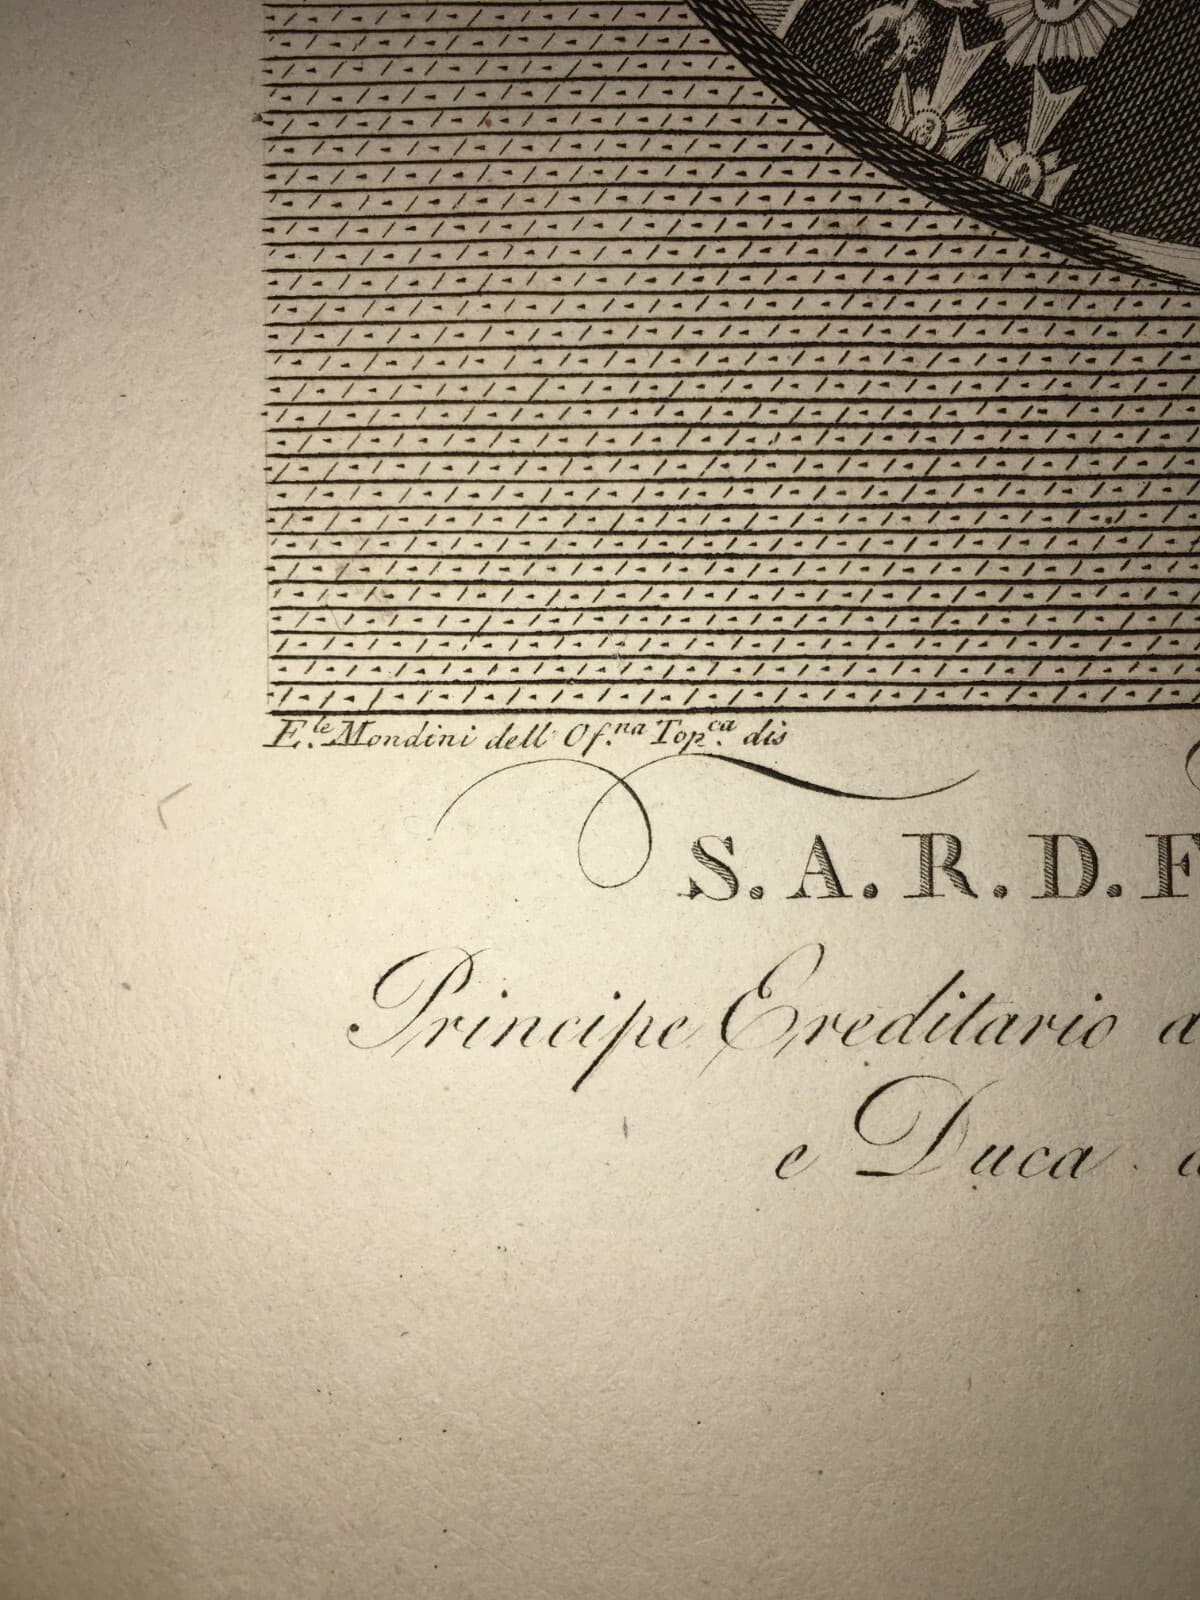 E.le Mondini dell' Of.na Top.ca dis
S. A. R. D. F
Principe Ereditario a
e Duca